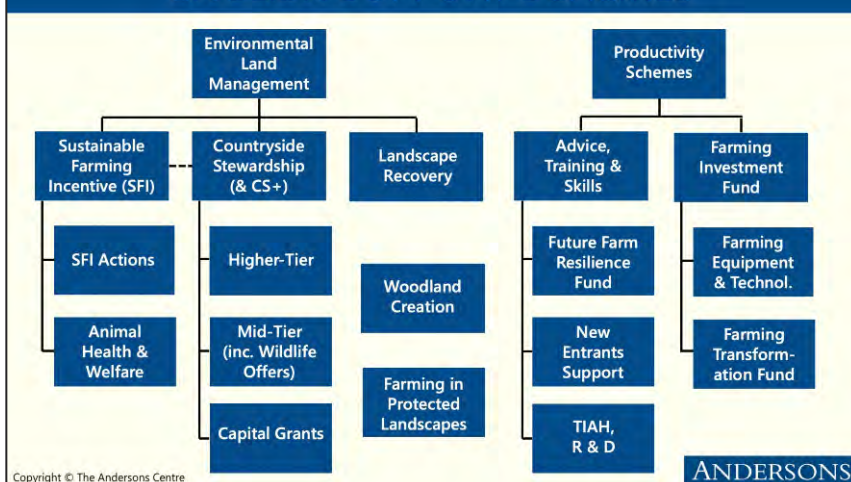 Environmental
Land
Management
Productivity
Schemes
Sustainable
Farming
Incentive (SFI)
Countryside
Stewardship
(& CS+)
Landscape
Recovery
Advice,
Training &
Skills
Farming
Investment
Fund
SFI Actions
Higher-Tier
Woodland
Creation
Future Farm
Resilience
Fund
Farming
Equipment
& Technol.
Animal
Health &
Welfare
Mid-Tier
(inc. Wildlife
Offers)
Farming in
Protected
Landscapes
New
Entrants
Support
Farming
Transform-
ation Fund
Capital Grants
TIAH,
R & D
Copyright © The Andersons Centre
ANDERSONS